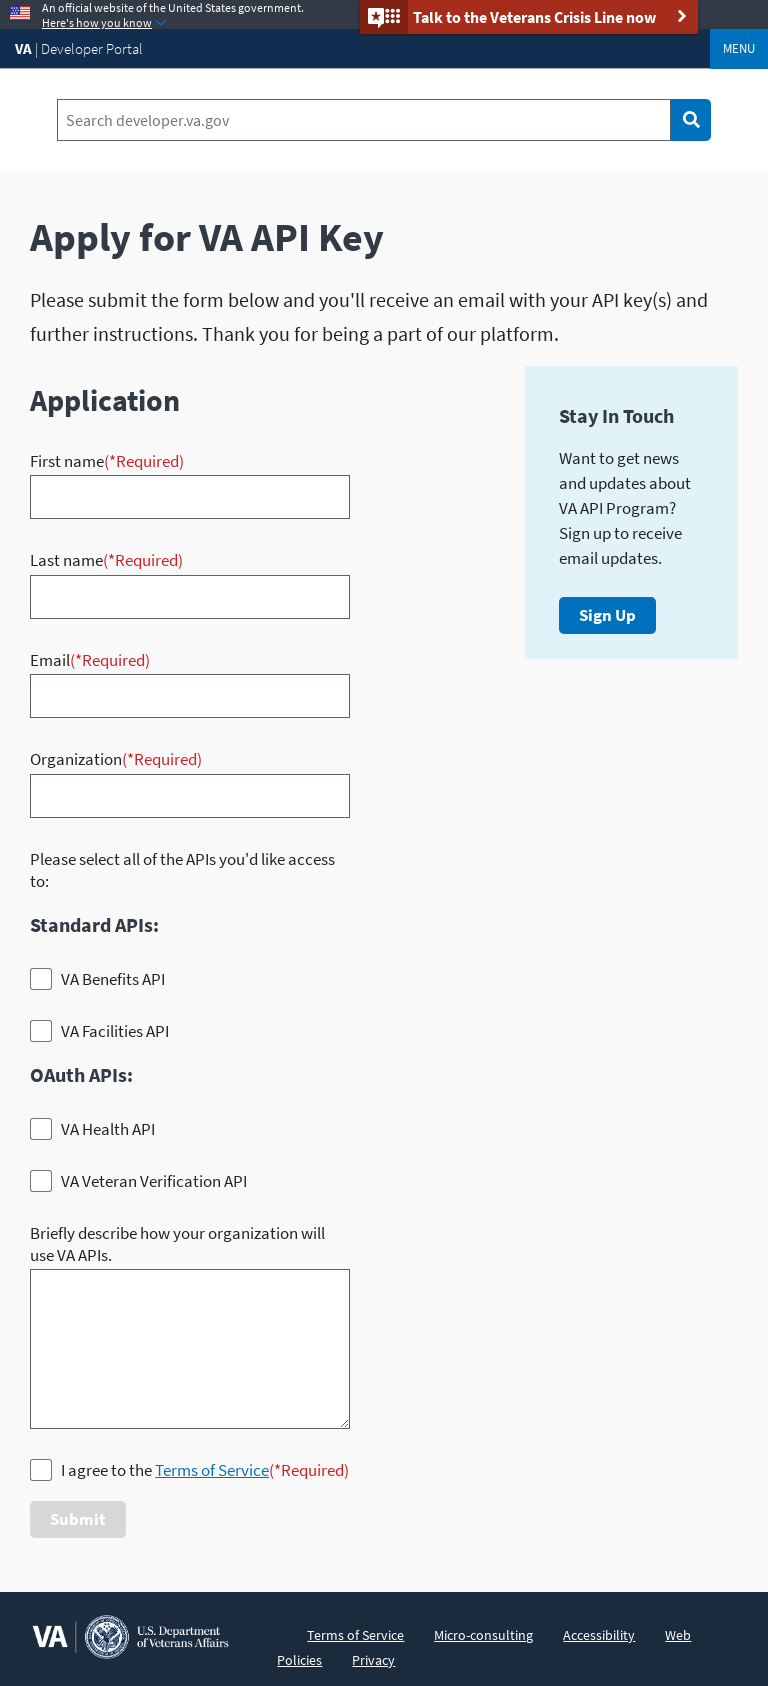 An official website of the United States government.
Here's how you know
Talk to the Veterans Crisis Line now
VA | Developer Portal
MENU
Search developer.va.gov
Apply for VA API Key
Please submit the form below and you'll receive an email with your API key(s) and
further instructions. Thank you for being a part of our platform.
Application
First name(*Required)
Last name(*Required)
Email(*Required)
Organization(*Required)
Please select all of the APIs you'd like access
to:
Standard APIs:
VA Benefits API
VA Facilities API
OAuth APIs:
VA Health API
VA Veteran Verification API
Briefly describe how your organization will
use VA APIs.
I agree to the Terms of Service(*Required)
Submit
Stay In Touch
Want to get news
and updates about
VA API Program?
Sign up to receive
email updates.
Sign Up
VA
U.S. Department
of Veterans Affairs
Terms of Service Micro-consulting Accessibility Web
Policies Privacy